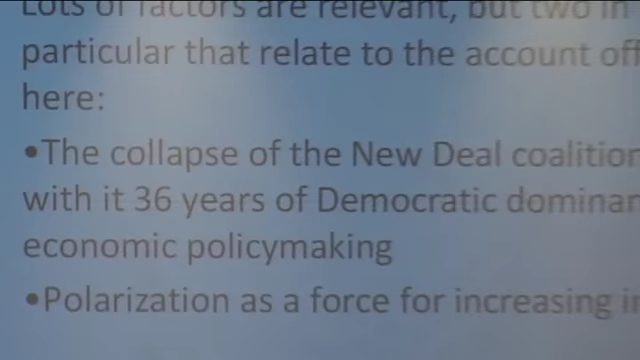 Lots of factors are relevant, but two in
particular that relate to the account off
here:
•The collapse of the New Deal coalition
with it 36 years of Democratic dominan
economic policymaking
•Polarization as a force for increasing in